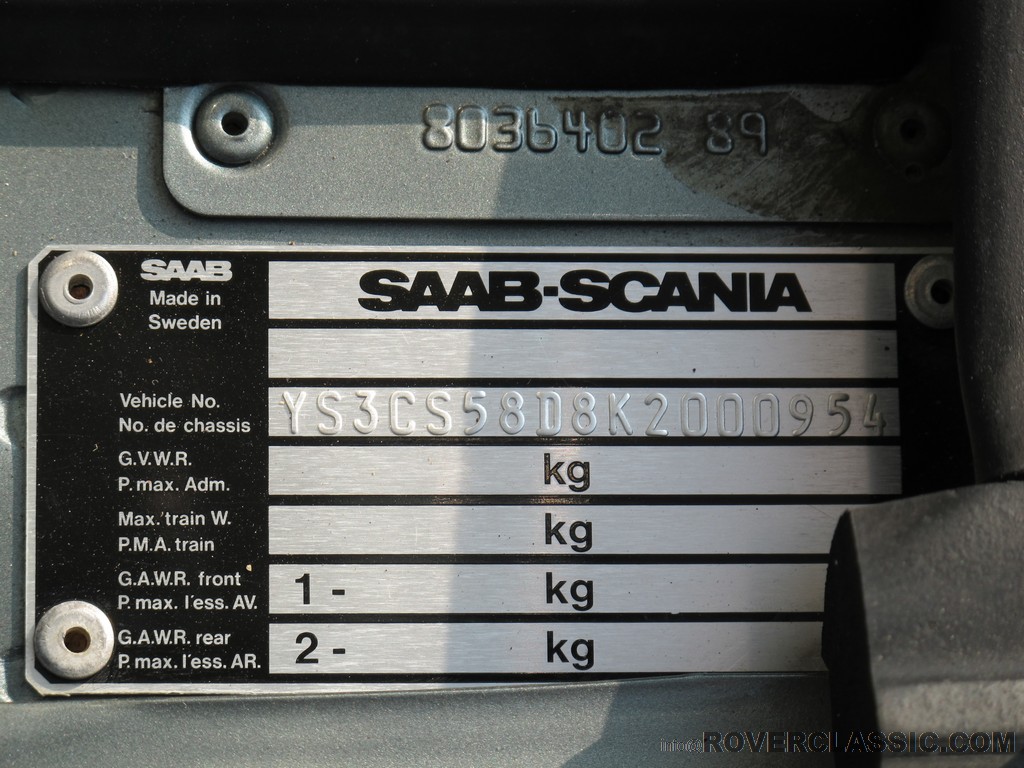 8036402 89
SAAB
Made in
Sweden
SAAB-SCANIA
Vehicle No.
No. de chassis
YS3CS58D8K2000954
G.V.W.R.
P. max. Adm.
kg
Max. train W.
P.M.A. train
kg
G.A.W.R. front
P. max. l'ess. AV.
1 - kg
G.A.W.R. rear
P. max. l'ess. AR.
2 - kg
info@ROVERCLASSIC.COM